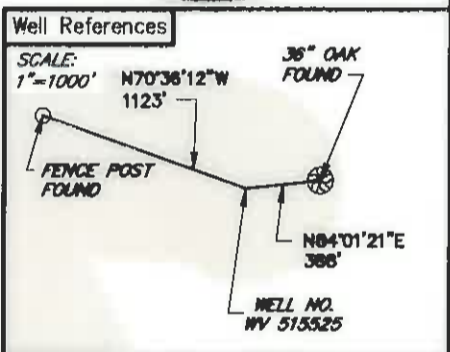 Well References
SCALE:
1"=1000'
N70°36'12"W
1123'
36" OAK
FOUND
FENCE POST
FOUND
N84°01'21"E
388'
WELL NO.
WV 515525